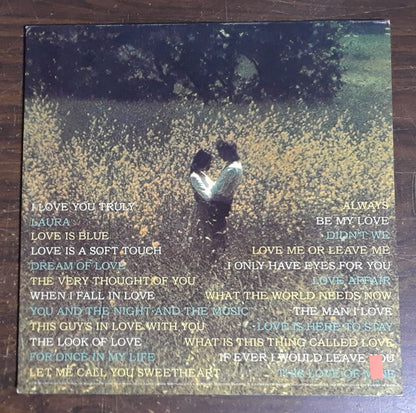 I LOVE YOU TRULY
LAURA
LOVE IS BLUE
LOVE IS A SOFT TOUCH
DREAM OF LOVE
THE VERY THOUGHT OF YOU
WHEN I FALL IN LOVE
YOU AND THE NIGHT AND THE MUSIC
THIS GUY'S IN LOVE WITH YOU
THE LOOK OF LOVE
FOR ONCE IN MY LIFE
LET ME CALL YOU SWEETHEART
ALWAYS
BE MY LOVE
DIDN'T WE
LOVE ME OR LEAVE ME
I ONLY HAVE EYES FOR YOU
LOVE AFFAIR
WHAT THE WORLD NEEDS NOW
THE MAN I LOVE
LOVE IS HERE TO STAY
WHAT IS THIS THING CALLED LOVE
IF EVER I WOULD LEAVE YOU
THIS LOVE OF